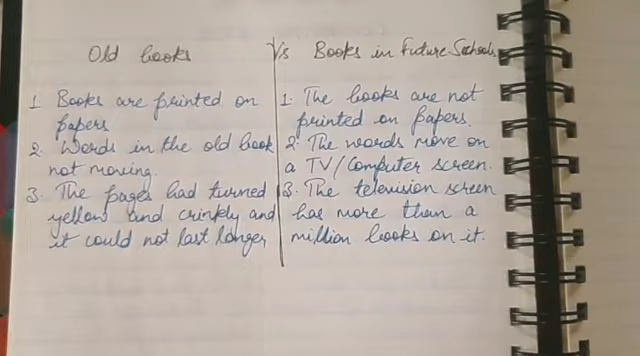 Old books Vs Books in Future Schools
1. Books are printed on
papers
2. Words in the old book
not moving.
3. The pages had turned
yellow and crinkly and
it could not last longer
1. The books are not
printed on papers.
2. The words move on
a TV/Computer screen.
3. The television screen
has more than a
million books on it.